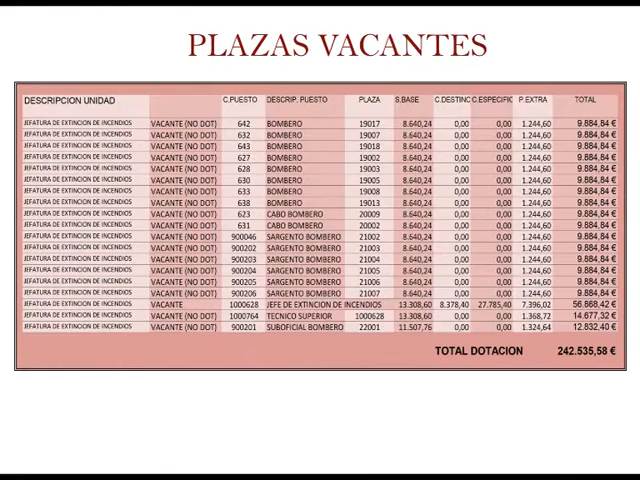 PLAZAS VACANTES
DESCRIPCION UNIDAD C.PUESTO DESCRIP. PUESTO PLAZA S.BASE C.DESTINC C.ESPECIFIC P.EXTRA TOTAL
JEFATURA DE EXTINCION DE INCENDIOS VACANTE (NO DOT) 642 BOMBERO 19017 8.640,24 0,00 0,00 1.244,60 9.884,84 €
JEFATURA DE EXTINCION DE INCENDIOS VACANTE (NO DOT) 632 BOMBERO 19007 8.640,24 0,00 0,00 1.244,60 9.884,84 €
JEFATURA DE EXTINCION DE INCENDIOS VACANTE (NO DOT) 643 BOMBERO 19018 8.640,24 0,00 0,00 1.244,60 9.884,84 €
JEFATURA DE EXTINCION DE INCENDIOS VACANTE (NO DOT) 627 BOMBERO 19002 8.640,24 0,00 0,00 1.244,60 9.884,84 €
JEFATURA DE EXTINCION DE INCENDIOS VACANTE (NO DOT) 628 BOMBERO 19003 8.640,24 0,00 0,00 1.244,60 9.884,84 €
JEFATURA DE EXTINCION DE INCENDIOS VACANTE (NO DOT) 630 BOMBERO 19005 8.640,24 0,00 0,00 1.244,60 9.884,84 €
JEFATURA DE EXTINCION DE INCENDIOS VACANTE (NO DOT) 633 BOMBERO 19008 8.640,24 0,00 0,00 1.244,60 9.884,84 €
JEFATURA DE EXTINCION DE INCENDIOS VACANTE (NO DOT) 638 BOMBERO 19013 8.640,24 0,00 0,00 1.244,60 9.884,84 €
JEFATURA DE EXTINCION DE INCENDIOS VACANTE (NO DOT) 623 CABO BOMBERO 20009 8.640,24 0,00 0,00 1.244,60 9.884,84 €
JEFATURA DE EXTINCION DE INCENDIOS VACANTE (NO DOT) 631 CABO BOMBERO 20002 8.640,24 0,00 0,00 1.244,60 9.884,84 €
JEFATURA DE EXTINCION DE INCENDIOS VACANTE (NO DOT) 900046 SARGENTO BOMBERO 21002 8.640,24 0,00 0,00 1.244,60 9.884,84 €
JEFATURA DE EXTINCION DE INCENDIOS VACANTE (NO DOT) 900202 SARGENTO BOMBERO 21003 8.640,24 0,00 0,00 1.244,60 9.884,84 €
JEFATURA DE EXTINCION DE INCENDIOS VACANTE (NO DOT) 900203 SARGENTO BOMBERO 21004 8.640,24 0,00 0,00 1.244,60 9.884,84 €
JEFATURA DE EXTINCION DE INCENDIOS VACANTE (NO DOT) 900204 SARGENTO BOMBERO 21005 8.640,24 0,00 0,00 1.244,60 9.884,84 €
JEFATURA DE EXTINCION DE INCENDIOS VACANTE (NO DOT) 900205 SARGENTO BOMBERO 21006 8.640,24 0,00 0,00 1.244,60 9.884,84 €
JEFATURA DE EXTINCION DE INCENDIOS VACANTE (NO DOT) 900206 SARGENTO BOMBERO 21007 8.640,24 0,00 0,00 1.244,60 9.884,84 €
JEFATURA DE EXTINCION DE INCENDIOS VACANTE 1000628 JEFE DE EXTINCION DE INCENDIOS 13.308,60 8.378,40 27.785,40 7.396,02 56.868,42 €
JEFATURA DE EXTINCION DE INCENDIOS VACANTE (NO DOT) 1000764 TECNICO SUPERIOR 1000628 13.308,60 0,00 0,00 1.368,72 14.677,32 €
JEFATURA DE EXTINCION DE INCENDIOS VACANTE (NO DOT) 900201 SUBOFICIAL BOMBERO 22001 11.507,76 0,00 0,00 1.324,64 12.832,40 €
TOTAL DOTACION 242.535,58 €